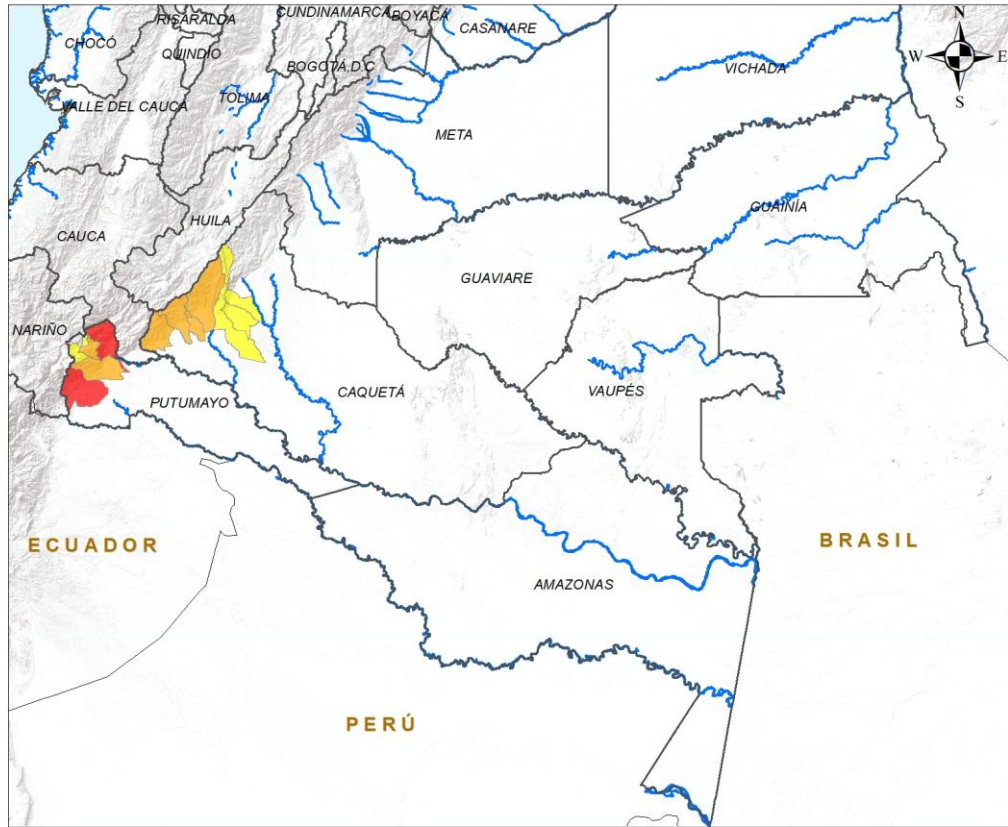 CUNDINAMARCA
BOYACÁ
RISARALDA
CASANARE
N
CHOCÓ
QUINDÍO
W
E
BOGOTÁ D.C
VICHADA
TOLIMA
VALLE DEL CAUCA
S
META
GUAINÍA
HUILA
CAUCA
GUAVIARE
NARIÑO
CAQUETÁ
VAUPÉS
PUTUMAYO
ECUADOR
BRASIL
AMAZONAS
PERÚ